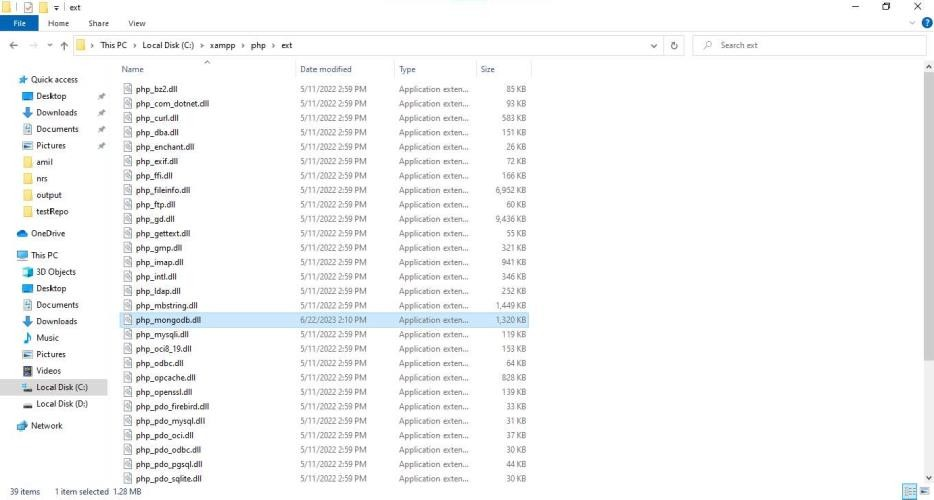 ext
File Home Share View
This PC Local Disk (C:) xampp php ext
Search ext
Name Date modified Type Size
Quick access
Desktop
Downloads
Documents
Pictures
amil
nrs
output
testRepo
OneDrive
This PC
3D Objects
Desktop
Documents
Downloads
Music
Pictures
Videos
Local Disk (C:)
Local Disk (D:)
Network
php_bz2.dll 5/11/2022 2:59 PM Application exten... 85 KB
php_com_dotnet.dll 5/11/2022 2:59 PM Application exten... 93 KB
php_curl.dll 5/11/2022 2:59 PM Application exten... 583 KB
php_dba.dll 5/11/2022 2:59 PM Application exten... 151 KB
php_enchant.dll 5/11/2022 2:59 PM Application exten... 26 KB
php_exif.dll 5/11/2022 2:59 PM Application exten... 72 KB
php_ffi.dll 5/11/2022 2:59 PM Application exten... 166 KB
php_fileinfo.dll 5/11/2022 2:59 PM Application exten... 6,952 KB
php_ftp.dll 5/11/2022 2:59 PM Application exten... 60 KB
php_gd.dll 5/11/2022 2:59 PM Application exten... 9,436 KB
php_gettext.dll 5/11/2022 2:59 PM Application exten... 55 KB
php_gmp.dll 5/11/2022 2:59 PM Application exten... 321 KB
php_imap.dll 5/11/2022 2:59 PM Application exten... 941 KB
php_intl.dll 5/11/2022 2:59 PM Application exten... 346 KB
php_ldap.dll 5/11/2022 2:59 PM Application exten... 252 KB
php_mbstring.dll 5/11/2022 2:59 PM Application exten... 1,449 KB
php_mongodb.dll 6/22/2023 2:10 PM Application exten... 1,320 KB
php_mysqli.dll 5/11/2022 2:59 PM Application exten... 119 KB
php_oci8_19.dll 5/11/2022 2:59 PM Application exten... 153 KB
php_odbc.dll 5/11/2022 2:59 PM Application exten... 64 KB
php_opcache.dll 5/11/2022 2:59 PM Application exten... 828 KB
php_openssl.dll 5/11/2022 2:59 PM Application exten... 139 KB
php_pdo_firebird.dll 5/11/2022 2:59 PM Application exten... 33 KB
php_pdo_mysql.dll 5/11/2022 2:59 PM Application exten... 31 KB
php_pdo_oci.dll 5/11/2022 2:59 PM Application exten... 37 KB
php_pdo_odbc.dll 5/11/2022 2:59 PM Application exten... 30 KB
php_pdo_pgsql.dll 5/11/2022 2:59 PM Application exten... 44 KB
php_pdo_sqlite.dll 5/11/2022 2:59 PM Application exten... 30 KB
39 items 1 item selected 1.28 MB